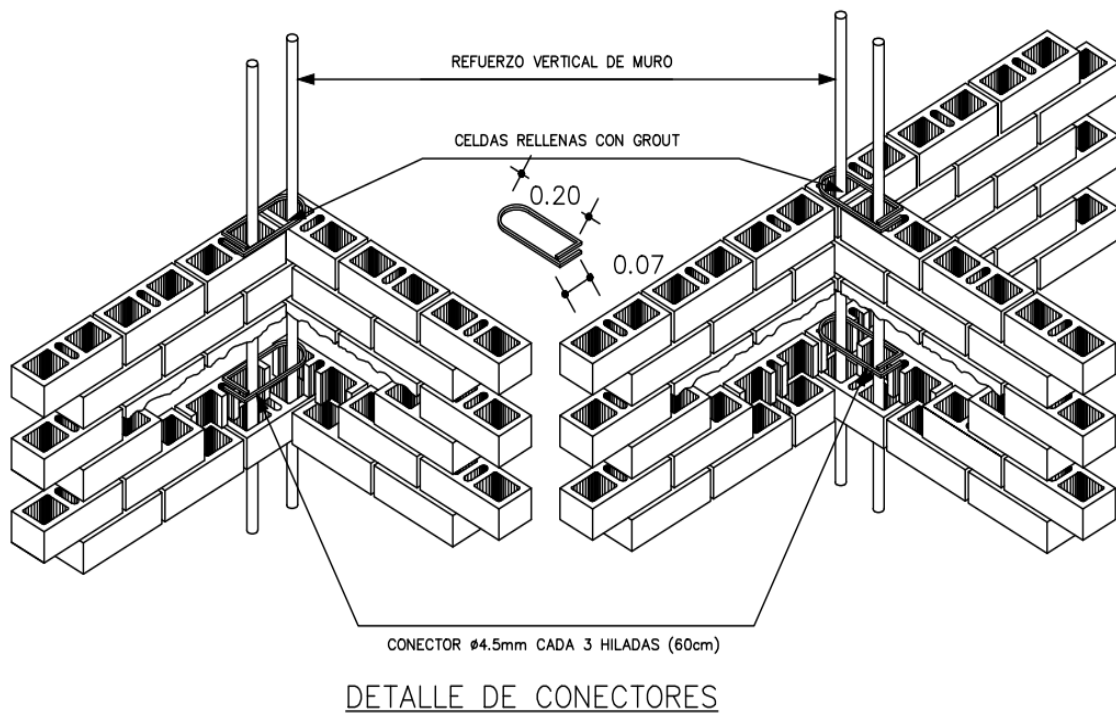 REFUERZO VERTICAL DE MURO
CELDAS RELLENAS CON GROUT
0.20
0.07
CONECTOR ø4.5mm CADA 3 HILADAS (60cm)
DETALLE DE CONECTORES